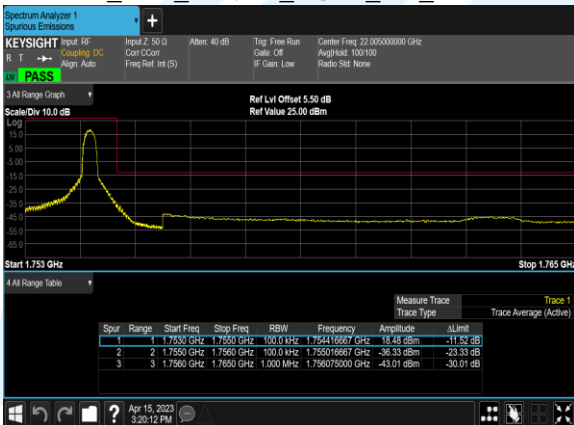 Spectrum Analyzer 1
Spurious Emissions
+
KEYSIGHT Input: RF Input Z: 50 Ω Atten: 40 dB Trig: Free Run Center Freq: 22.005000000 GHz
R T Coupling: DC Corr CCorr Gate: Off Avg|Hold: 100/100
Align: Auto Freq Ref: Int (S) IF Gain: Low Radio Std: None
PASS
3 All Range Graph
Ref Lvl Offset 5.50 dB
Scale/Div 10.0 dB Ref Value 25.00 dBm
Log
15.0
5.00
-5.00
-15.0
-25.0
-35.0
-45.0
-55.0
-65.0
Start 1.753 GHz Stop 1.765 GHz
4 All Range Table
Measure Trace Trace 1
Trace Type Trace Average (Active)
Spur Range Start Freq Stop Freq RBW Frequency Amplitude ΔLimit
1 1 1.7530 GHz 1.7550 GHz 100.0 kHz 1.754416667 GHz 18.48 dBm -11.52 dB
2 2 1.7550 GHz 1.7560 GHz 100.0 kHz 1.755016667 GHz -36.33 dBm -23.33 dB
3 3 1.7560 GHz 1.7650 GHz 1.000 MHz 1.756075000 GHz -43.01 dBm -30.01 dB
?
Apr 15, 2023
3:20:12 PM